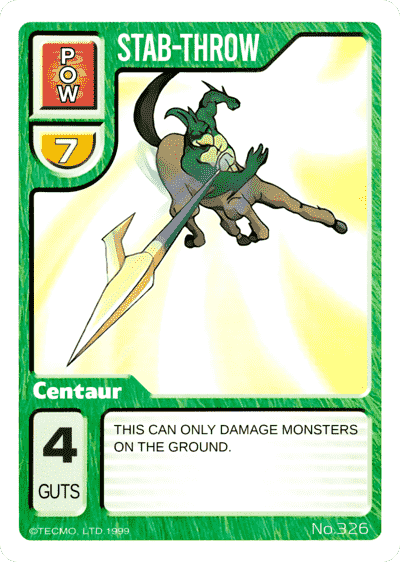 POW
STAB-THROW
7
Centaur
4
GUTS
THIS CAN ONLY DAMAGE MONSTERS
ON THE GROUND.
©TECMO, LTD.1999
No.326